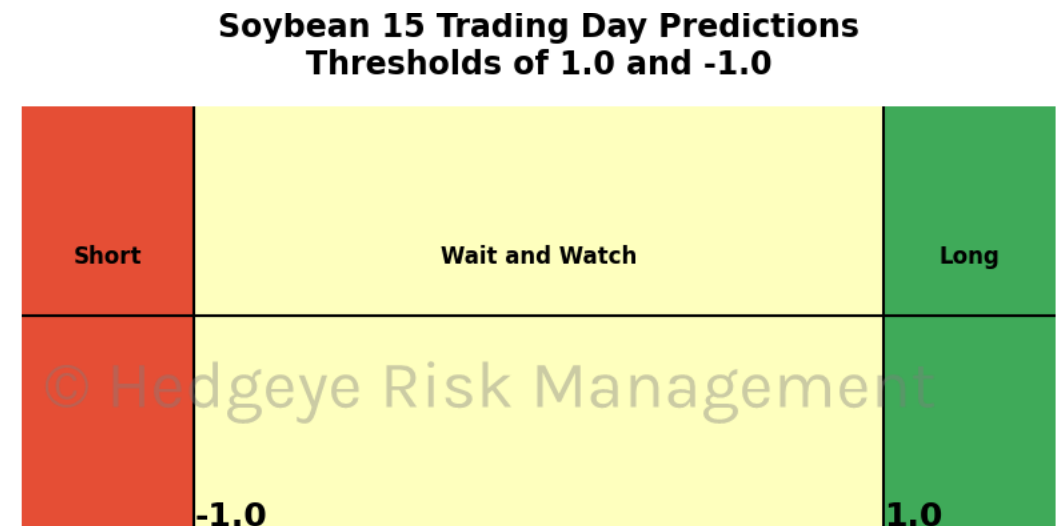 Soybean 15 Trading Day Predictions
Thresholds of 1.0 and -1.0
Short Wait and Watch Long
© Hedgeye Risk Management
-1.0 1.0